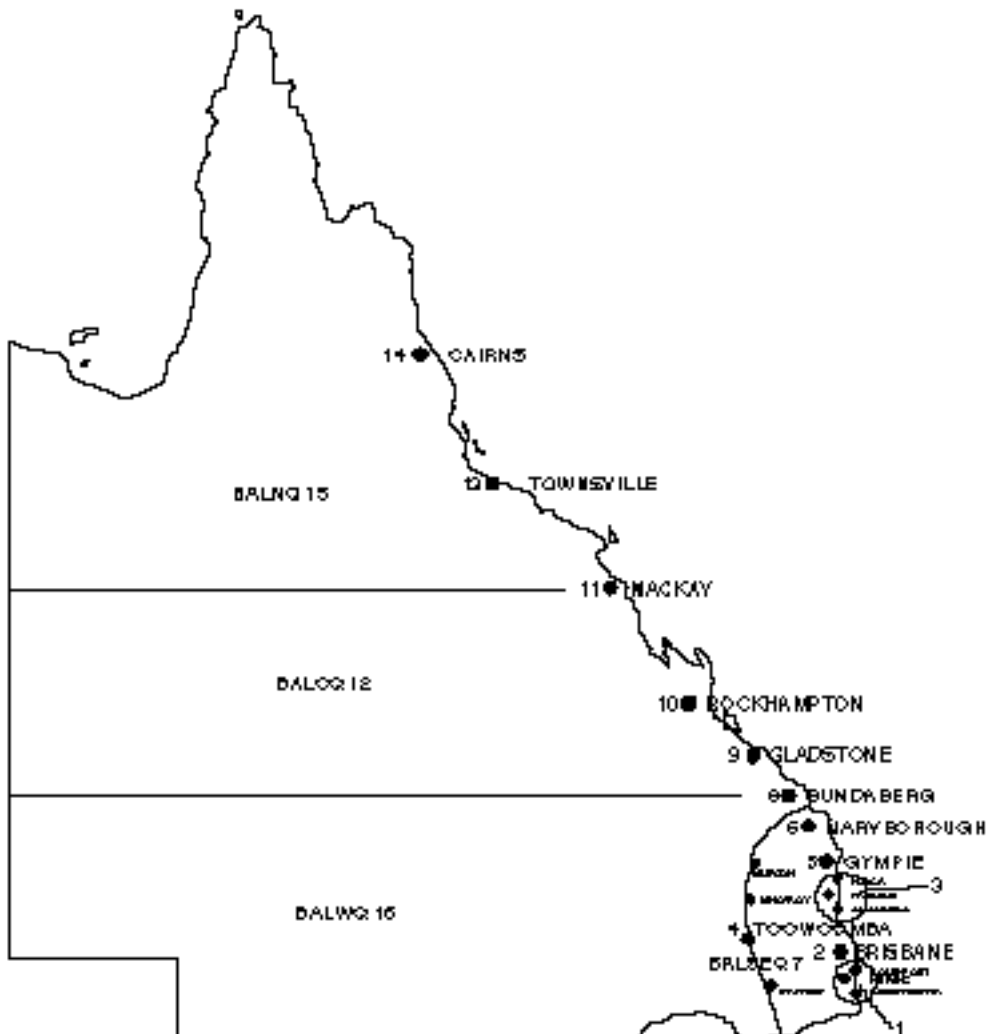 14 CAIRNS
TOWNSVILLE
BALNQ 15
11 MACKAY
BALCQ 12
10 ROCKHAMPTON
9 GLADSTONE
8 BUNDABERG
6 MARYBOROUGH
5 GYMPIE
3
BALWQ 16
4 TOOWOOMBA
2 BRISBANE
BALSEQ 7
1